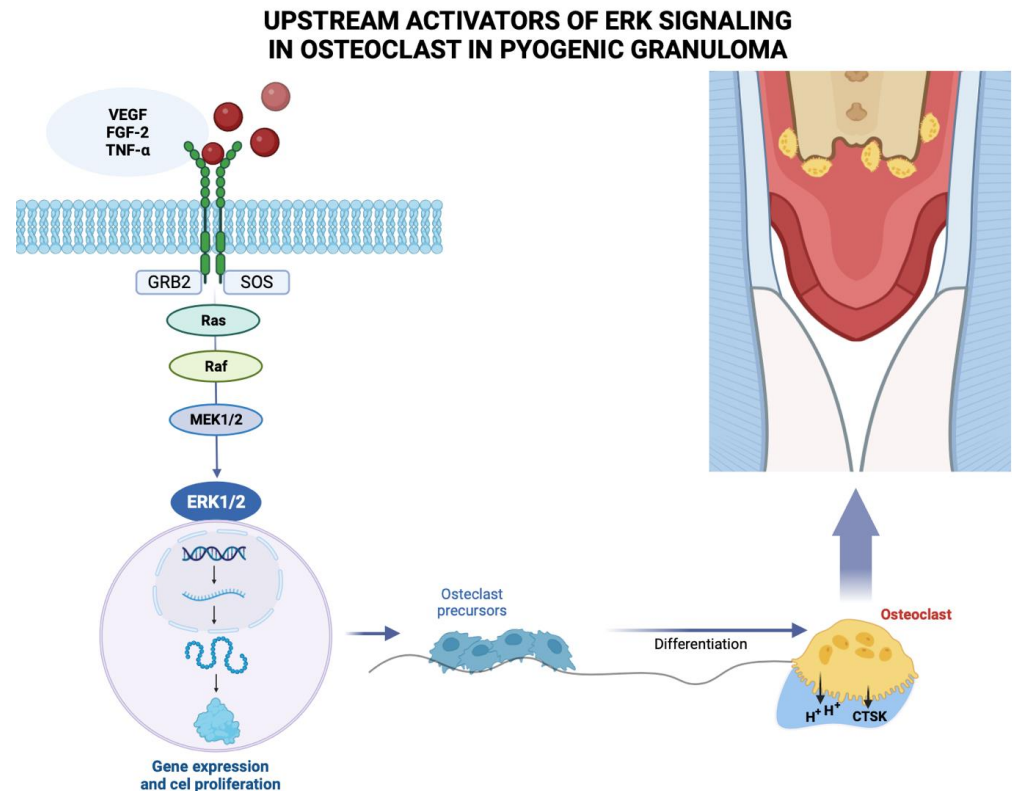 UPSTREAM ACTIVATORS OF ERK SIGNALING
IN OSTEOCLAST IN PYOGENIC GRANULOMA
VEGF
FGF-2
TNF-α
GRB2
SOS
Ras
Raf
MEK1/2
ERK1/2
Gene expression
and cel proliferation
Osteclast
precursors
Differentiation
Osteoclast
H⁺ H⁺
CTSK